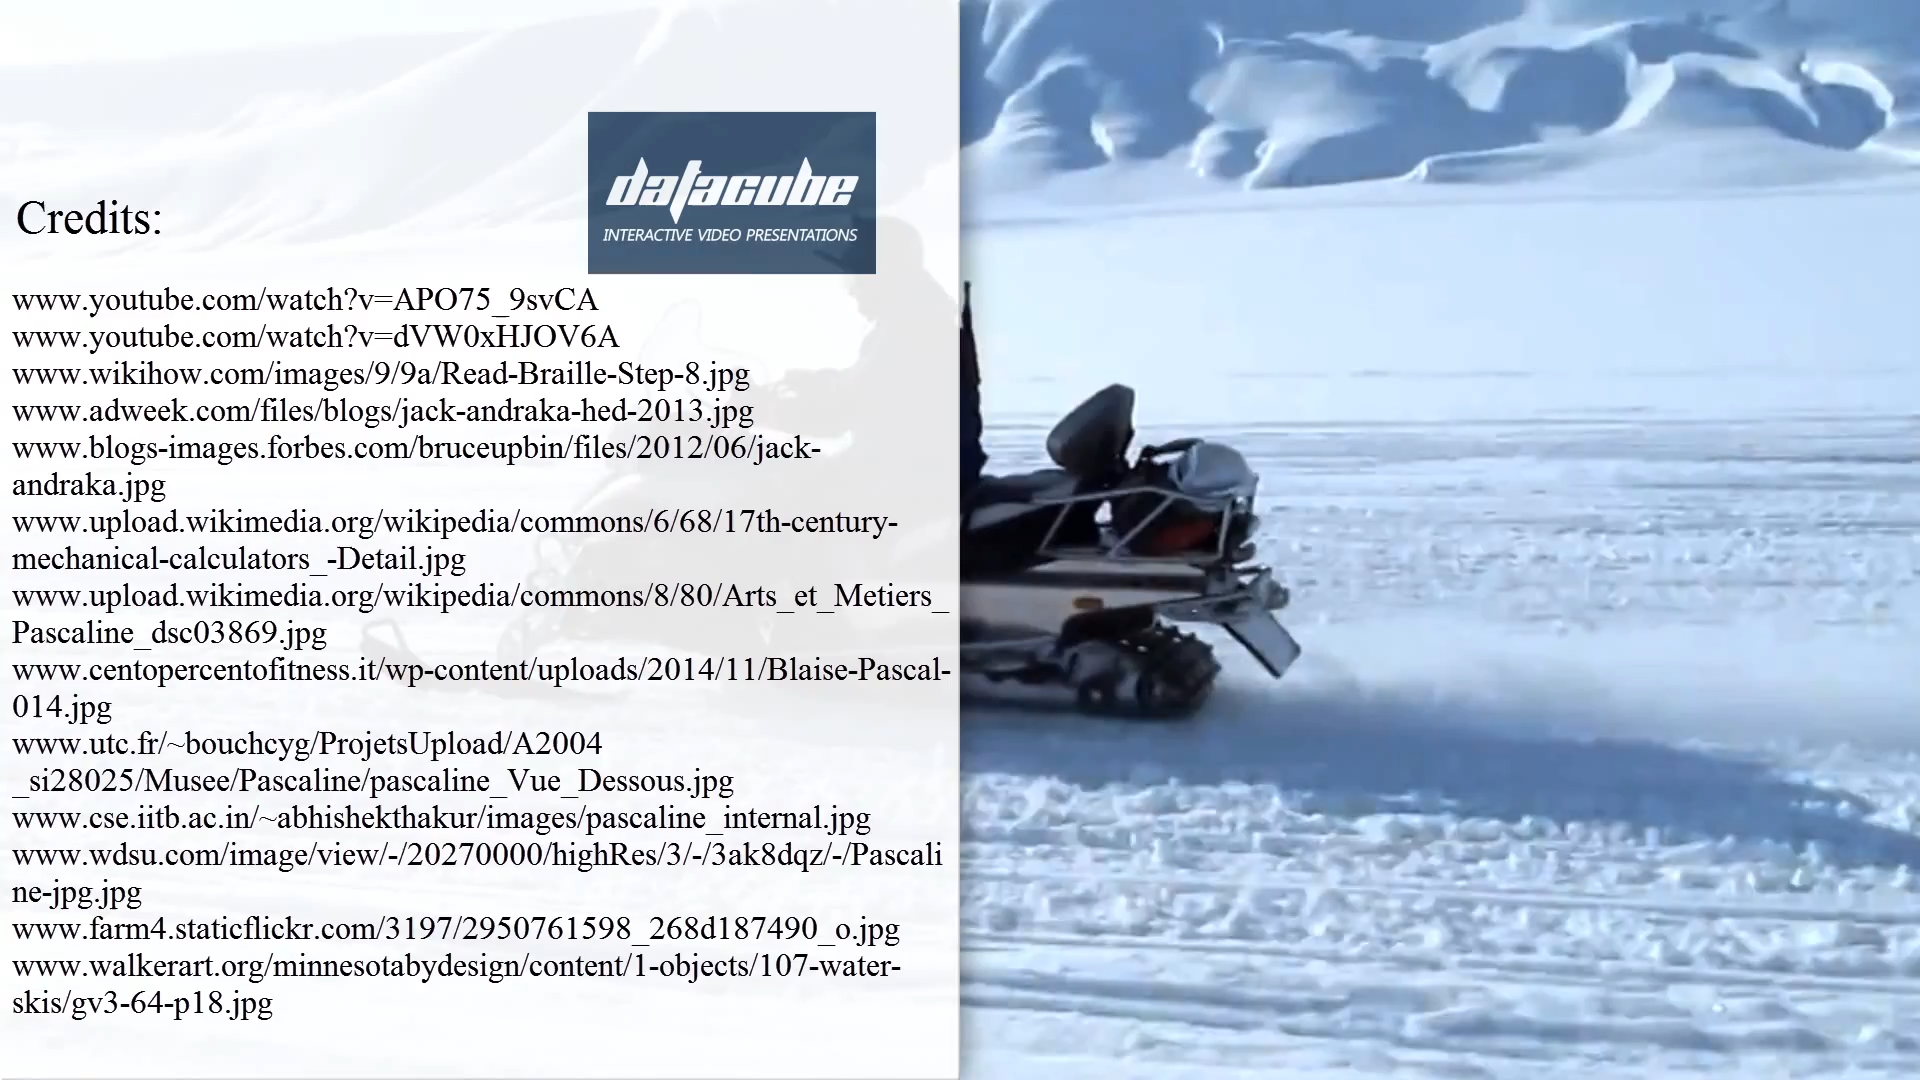 datacube
INTERACTIVE VIDEO PRESENTATIONS
Credits:
www.youtube.com/watch?v=APO75_9svCA
www.youtube.com/watch?v=dVW0xHJOV6A
www.wikihow.com/images/9/9a/Read-Braille-Step-8.jpg
www.adweek.com/files/blogs/jack-andraka-hed-2013.jpg
www.blogs-images.forbes.com/bruceupbin/files/2012/06/jack-
andraka.jpg
www.upload.wikimedia.org/wikipedia/commons/6/68/17th-century-
mechanical-calculators_-Detail.jpg
www.upload.wikimedia.org/wikipedia/commons/8/80/Arts_et_Metiers_
Pascaline_dsc03869.jpg
www.centopercentofitness.it/wp-content/uploads/2014/11/Blaise-Pascal-
014.jpg
www.utc.fr/~bouchcyg/ProjetsUpload/A2004
_si28025/Musee/Pascaline/pascaline_Vue_Dessous.jpg
www.cse.iitb.ac.in/~abhishekthakur/images/pascaline_internal.jpg
www.wdsu.com/image/view/-/20270000/highRes/3/-/3ak8dqz/-/Pascali
ne-jpg.jpg
www.farm4.staticflickr.com/3197/2950761598_268d187490_o.jpg
www.walkerart.org/minnesotabydesign/content/1-objects/107-water-
skis/gv3-64-p18.jpg